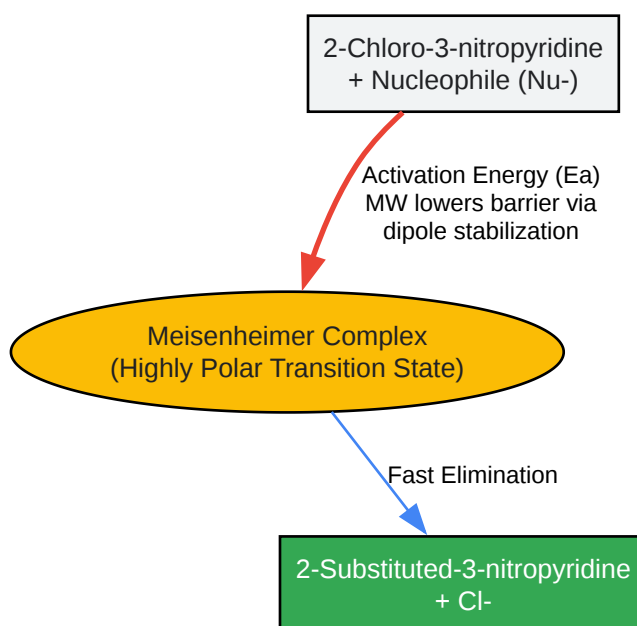 2-Chloro-3-nitropyridine
+ Nucleophile (Nu-)
Activation Energy (Ea)
MW lowers barrier via
dipole stabilization
Meisenheimer Complex
(Highly Polar Transition State)
Fast Elimination
2-Substituted-3-nitropyridine
+ Cl-